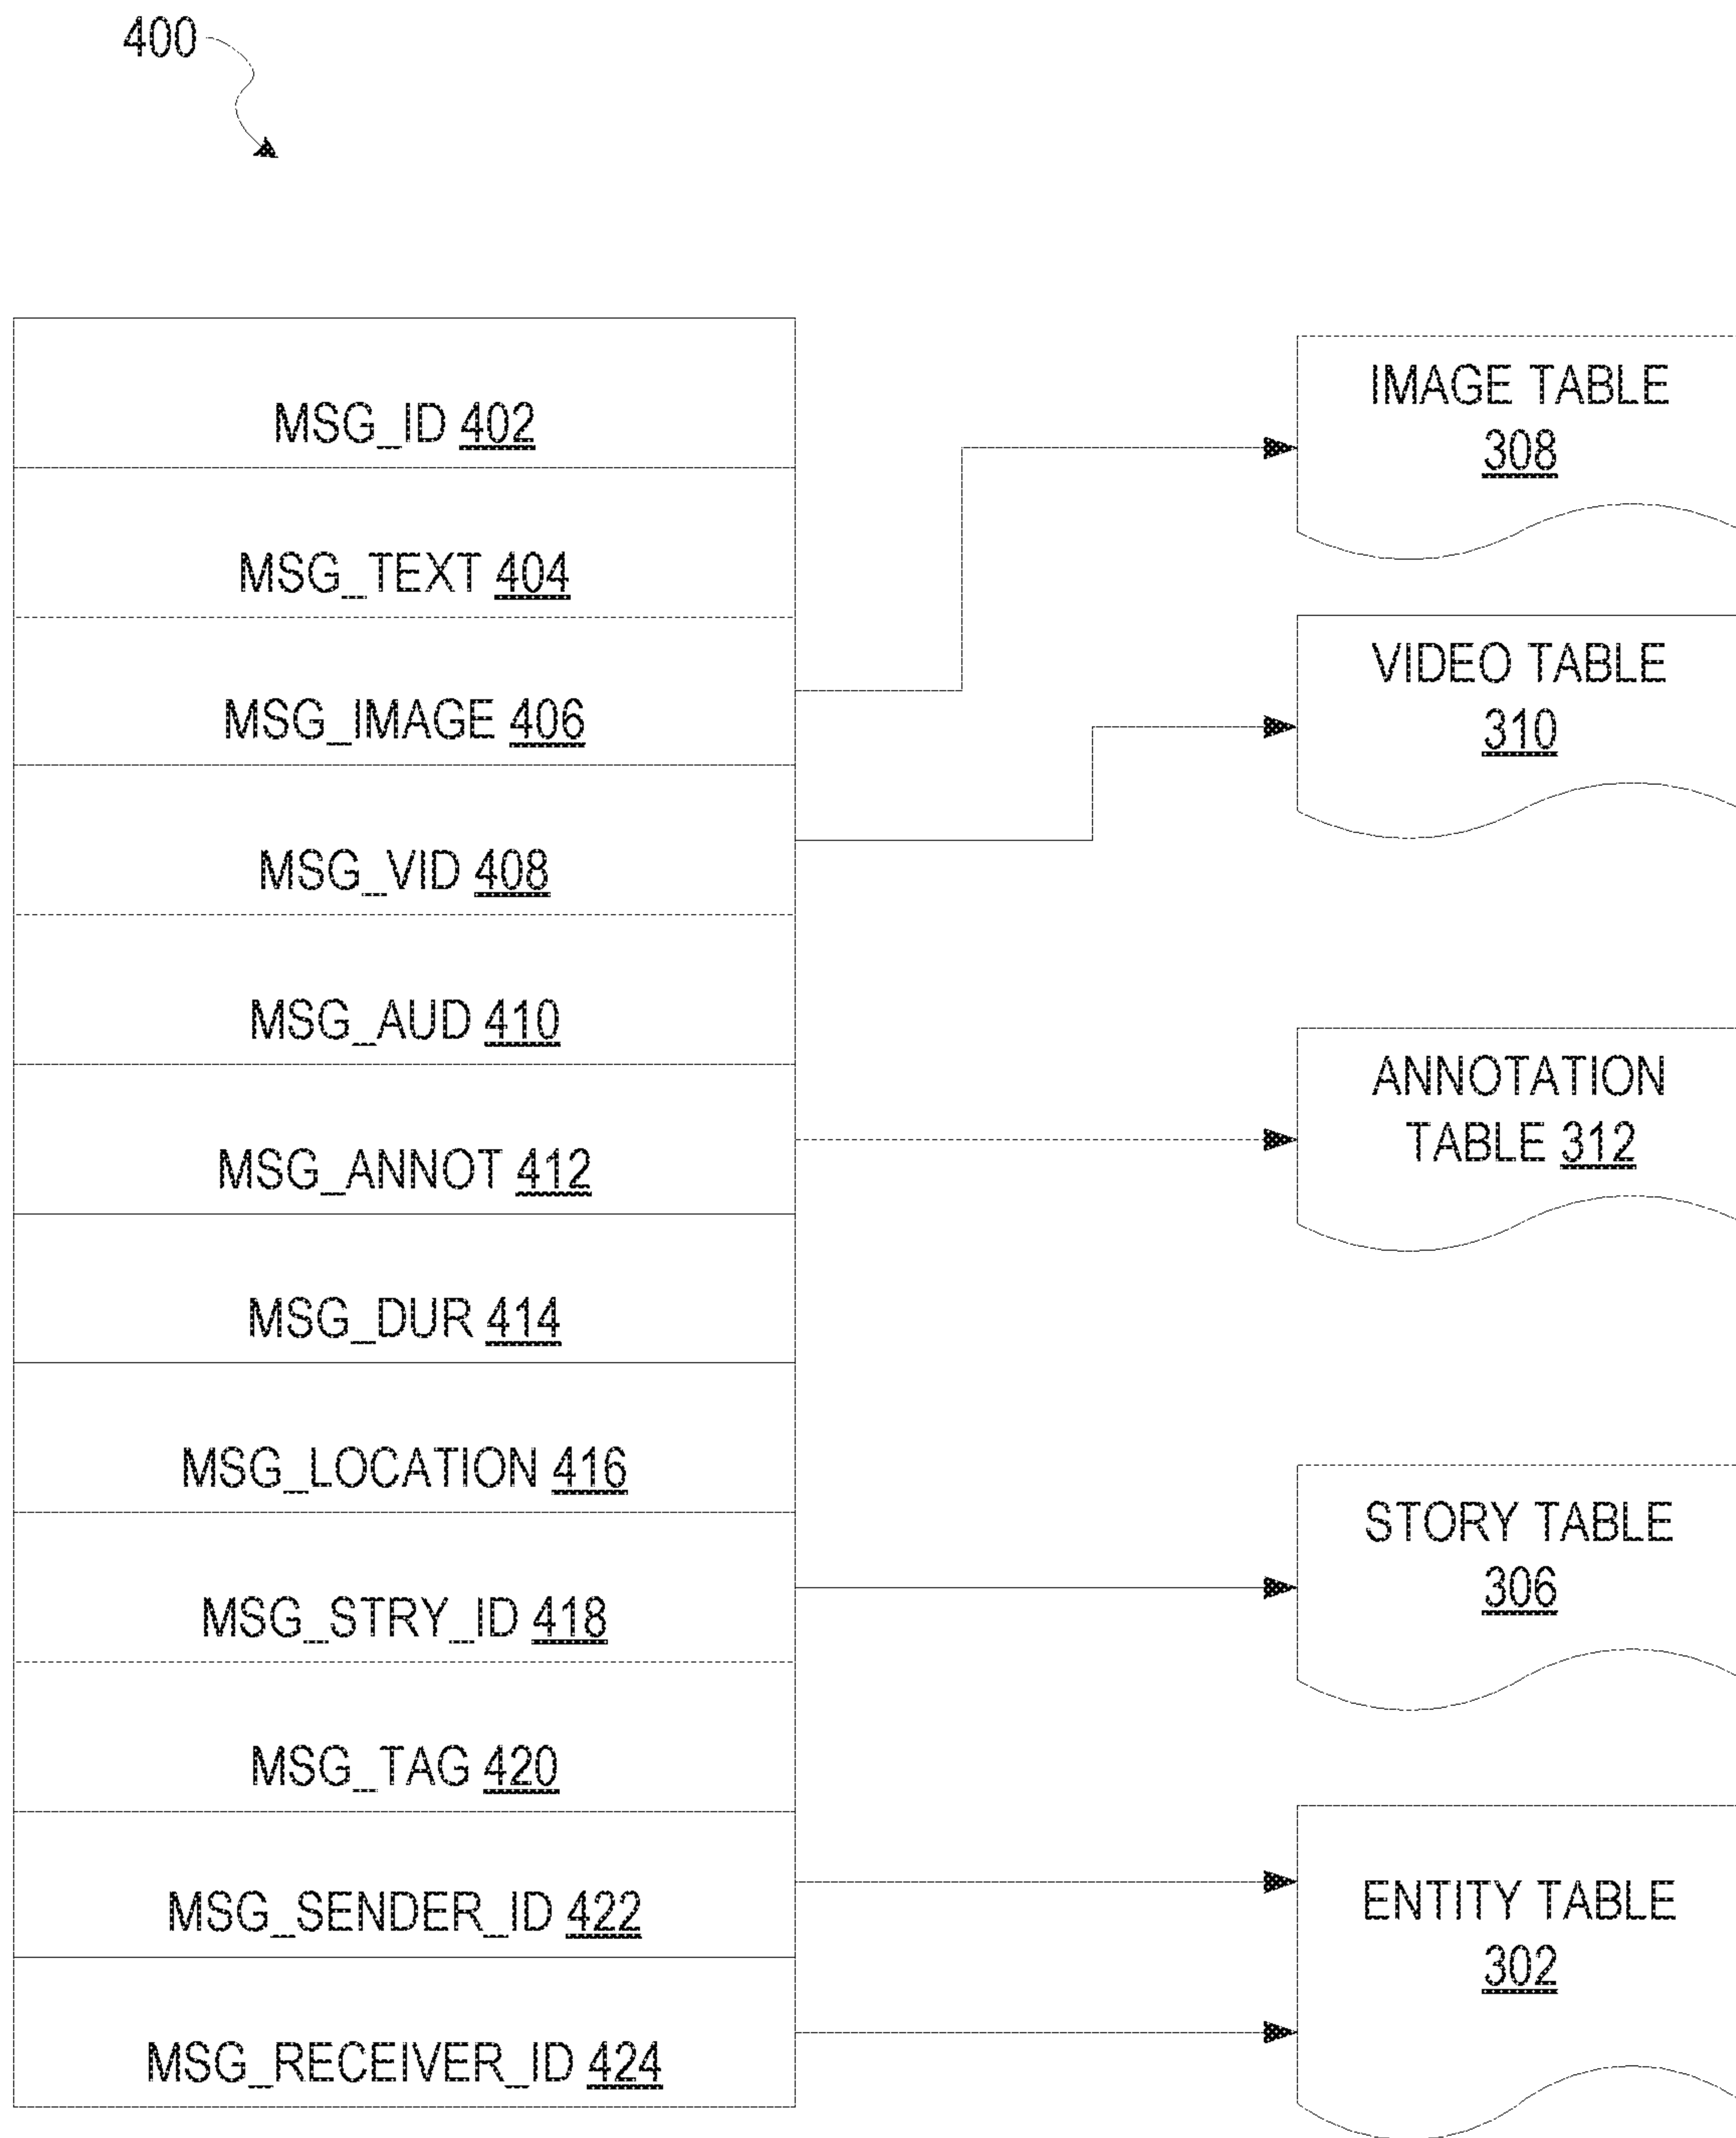 400
MSG_ID 402
MSG_TEXT 404
MSG_IMAGE 406
MSG_VID 408
MSG_AUD 410
MSG_ANNOT 412
MSG_DUR 414
MSG_LOCATION 416
MSG_STRY_ID 418
MSG_TAG 420
MSG_SENDER_ID 422
MSG_RECEIVER_ID 424
IMAGE TABLE
308
VIDEO TABLE
310
ANNOTATION
TABLE 312
STORY TABLE
306
ENTITY TABLE
302